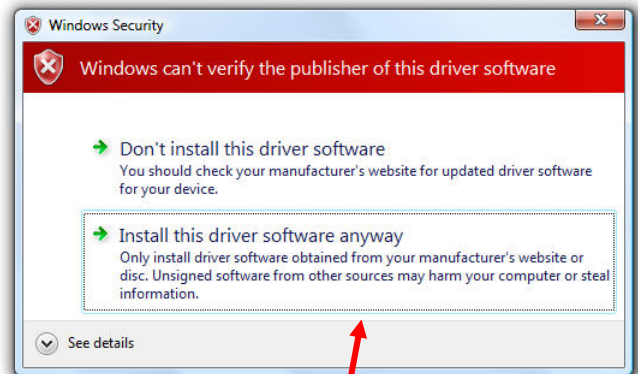 Windows Security
Windows can't verify the publisher of this driver software
Don't install this driver software
You should check your manufacturer's website for updated driver software
for your device.
Install this driver software anyway
Only install driver software obtained from your manufacturer's website or
disc. Unsigned software from other sources may harm your computer or steal
information.
See details